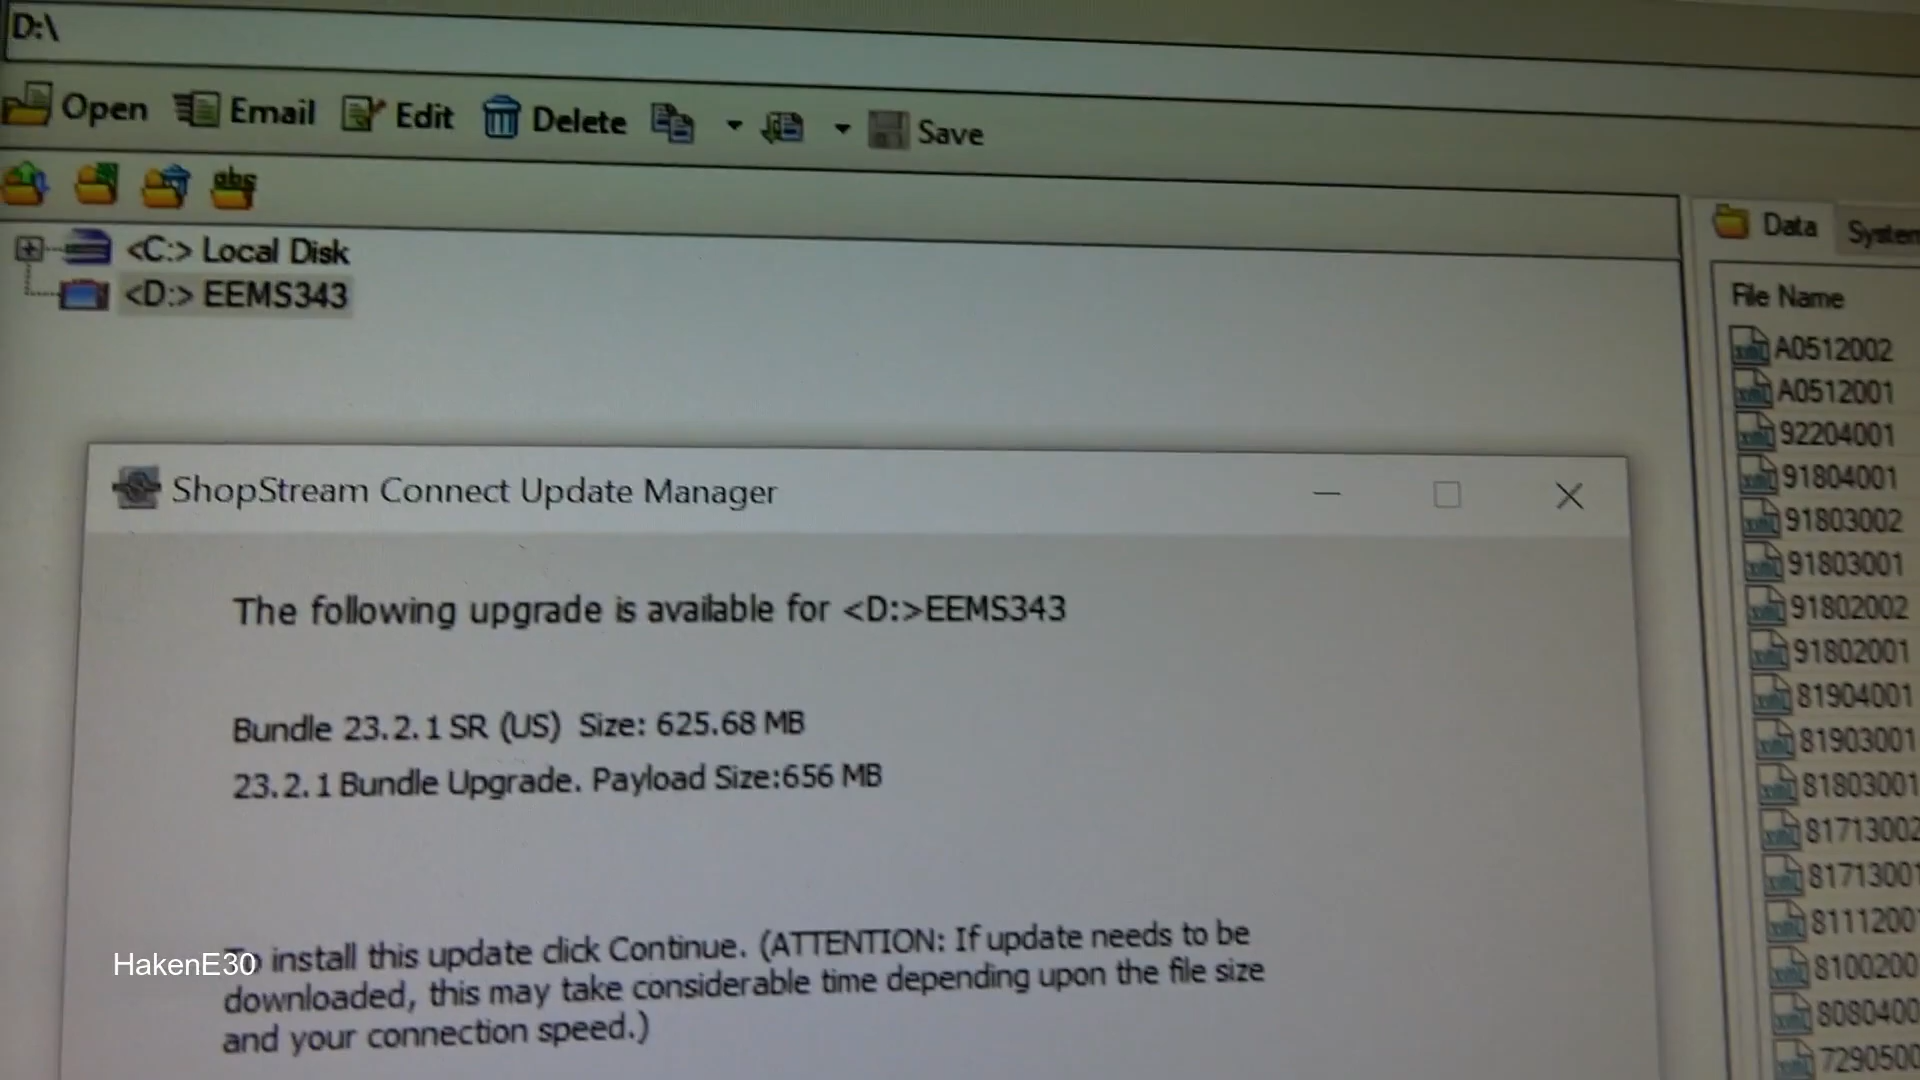 D:\
Open Email Edit Delete Save
abs
<C:> Local Disk
<D:> EEMS343
Data
File Name
A0512002
A0512001
92204001
91804001
91803002
91803001
91802002
91802001
81904001
81903001
81803001
81713002
81713001
ShopStream Connect Update Manager
The following upgrade is available for <D:>EEMS343
Bundle 23.2.1 SR (US) Size: 625.68 MB
23.2.1 Bundle Upgrade. Payload Size:656 MB
To install this update click Continue. (ATTENTION: If update needs to be
downloaded, this may take considerable time depending upon the file size
and your connection speed.)
HakenE30